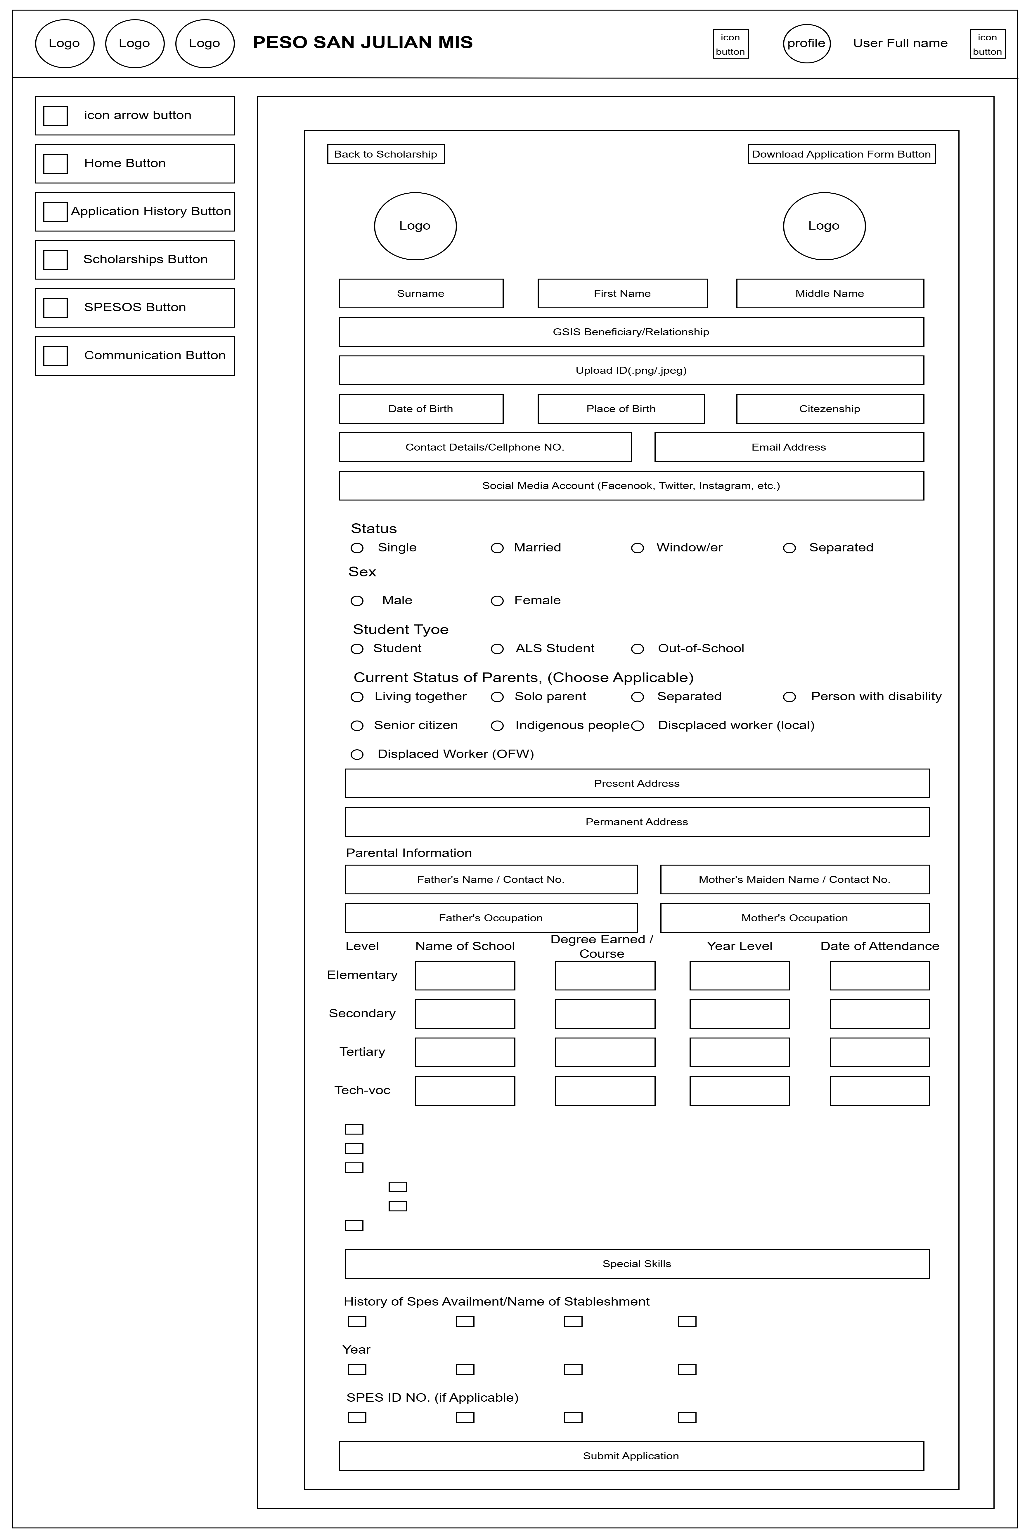 Logo Logo Logo PESO SAN JULIAN MIS icon button profile User Full name icon button
icon arrow button
Home Button
Application History Button
Scholarships Button
SPESOS Button
Communication Button
Back to Scholarship Download Application Form Button
Logo Logo
Surname First Name Middle Name
GSIS Beneficiary/Relationship
Upload ID(.png/.jpeg)
Date of Birth Place of Birth Citezenship
Contact Details/Cellphone NO. Email Address
Social Media Account (Facenook, Twitter, Instagram, etc.)
Status
Single Married Window/er Separated
Sex
Male Female
Student Tyoe
Student ALS Student Out-of-School
Current Status of Parents, (Choose Applicable)
Living together Solo parent Separated Person with disability
Senior citizen Indigenous people Discplaced worker (local)
Displaced Worker (OFW)
Present Address
Permanent Address
Parental Information
Father's Name / Contact No. Mother's Maiden Name / Contact No.
Father's Occupation Mother's Occupation
Level Name of School Degree Earned / Course Year Level Date of Attendance
Elementary
Secondary
Tertiary
Tech-voc
Special Skills
History of Spes Availment/Name of Stableshment
Year
SPES ID NO. (if Applicable)
Submit Application